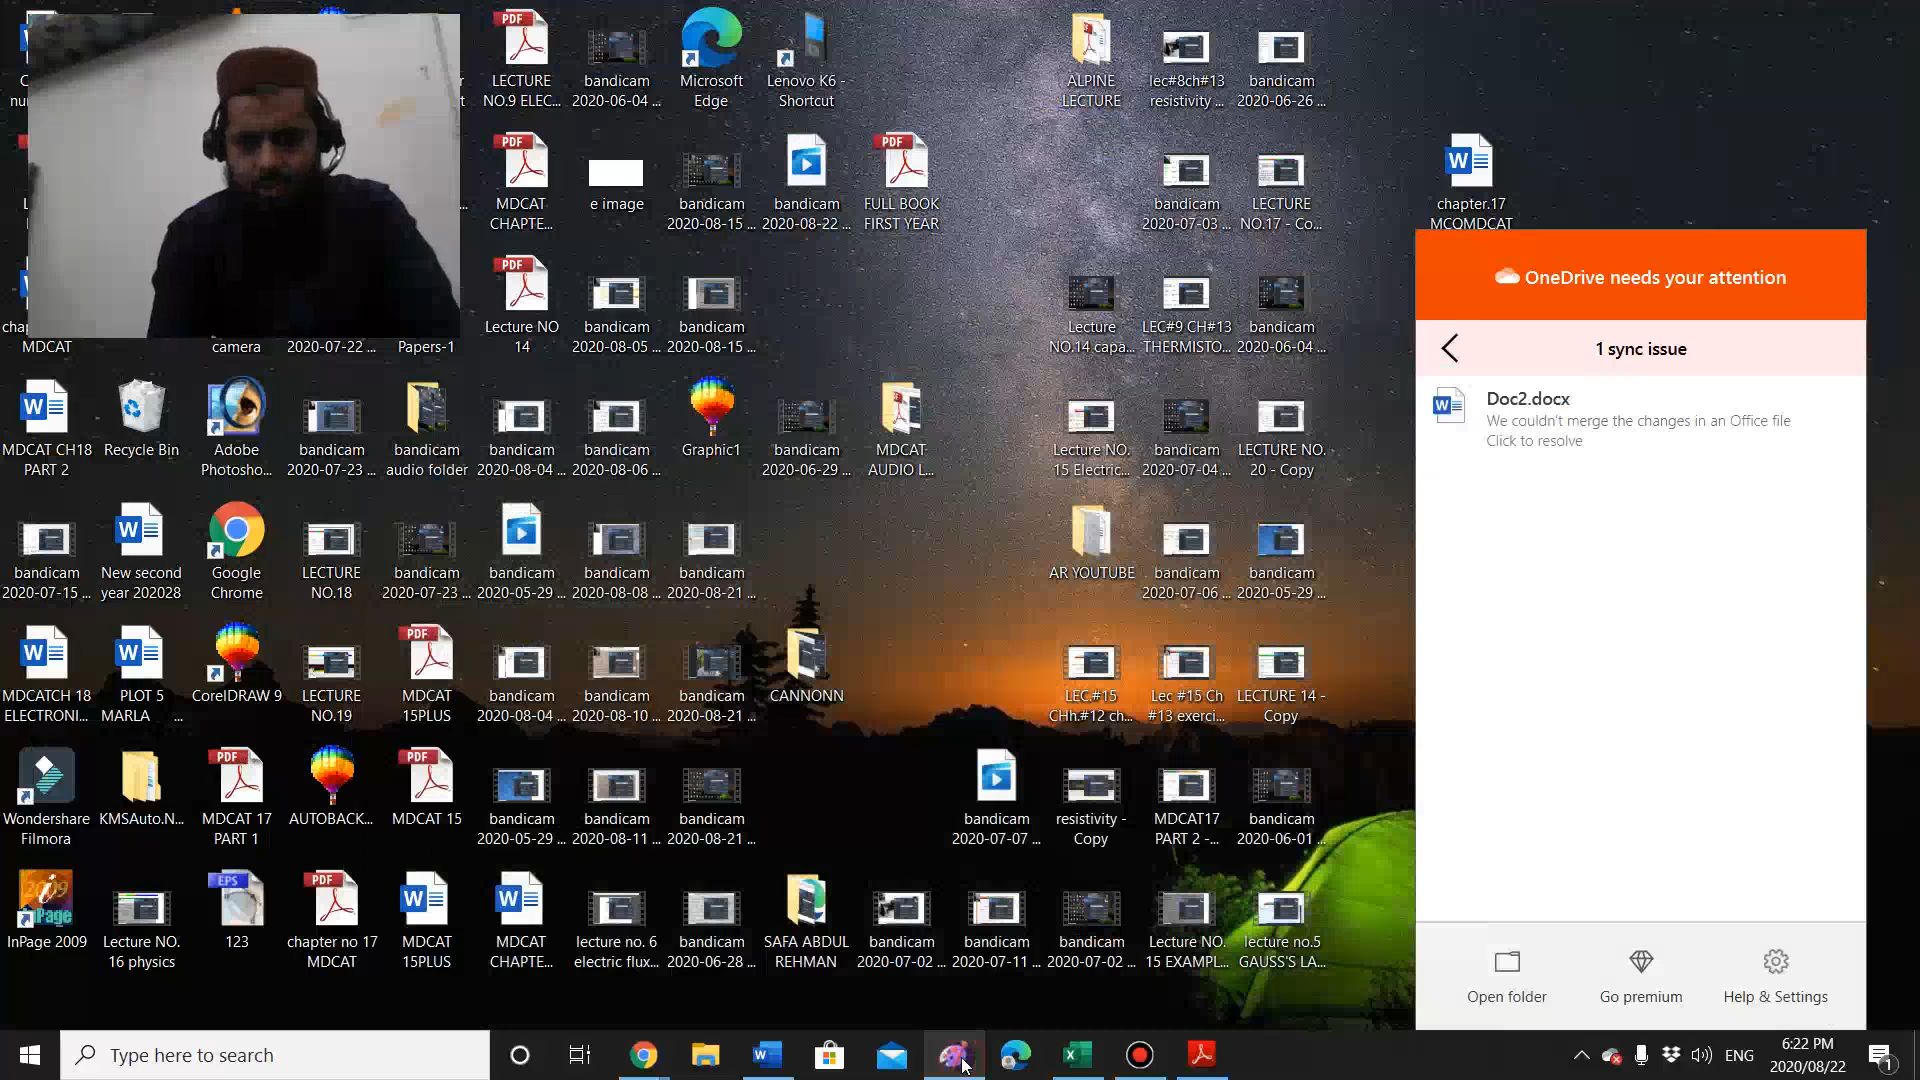 LECTURE
NO.9 ELEC...
bandicam
2020-06-04 ...
Microsoft
Edge
Lenovo K6 -
Shortcut
ALPINE
LECTURE
lec#8ch#13
resistivity ...
bandicam
2020-06-26 ...
MDCAT
CHAPTE...
e image
bandicam
2020-08-15 ...
bandicam
2020-08-22 ...
FULL BOOK
FIRST YEAR
bandicam
2020-07-03 ...
LECTURE
NO.17 - Co...
chapter.17
MCQMDCAT
MDCAT
camera
2020-07-22 ...
Papers-1
Lecture NO
14
bandicam
2020-08-05 ...
bandicam
2020-08-15 ...
Lecture
NO.14 capa...
LEC#9 CH#13
THERMISTO...
bandicam
2020-06-04 ...
MDCAT CH18
PART 2
Recycle Bin
Adobe
Photosho...
bandicam
2020-07-23 ...
bandicam
audio folder
bandicam
2020-08-04 ...
bandicam
2020-08-06 ...
Graphic1
bandicam
2020-06-29 ...
MDCAT
AUDIO L...
Lecture NO.
15 Electric...
bandicam
2020-07-04 ...
LECTURE NO.
20 - Copy
bandicam
2020-07-15 ...
New second
year 202028
Google
Chrome
LECTURE
NO.18
bandicam
2020-07-23 ...
bandicam
2020-05-29 ...
bandicam
2020-08-08 ...
bandicam
2020-08-21 ...
AR YOUTUBE
bandicam
2020-07-06 ...
bandicam
2020-05-29 ...
MDCATCH 18
ELECTRONI...
PLOT 5
MARLA ...
CorelDRAW 9
LECTURE
NO.19
MDCAT
15PLUS
bandicam
2020-08-04 ...
bandicam
2020-08-10 ...
bandicam
2020-08-21 ...
CANNONN
LEC.#15
CHh.#12 ch...
Lec #15 Ch
#13 exerci...
LECTURE 14 -
Copy
Wondershare
Filmora
KMSAuto.N...
MDCAT 17
PART 1
AUTOBACK...
MDCAT 15
bandicam
2020-05-29 ...
bandicam
2020-08-11 ...
bandicam
2020-08-21 ...
bandicam
2020-07-07 ...
resistivity -
Copy
MDCAT17
PART 2 -...
bandicam
2020-06-01 ...
InPage 2009
Lecture NO.
16 physics
123
chapter no 17
MDCAT
MDCAT
15PLUS
MDCAT
CHAPTE...
lecture no. 6
electric flux...
bandicam
2020-06-28 ...
SAFA ABDUL
REHMAN
bandicam
2020-07-02 ...
bandicam
2020-07-11 ...
bandicam
2020-07-02 ...
Lecture NO.
15 EXAMPL...
lecture no.5
GAUSS'S LA...
OneDrive needs your attention
1 sync issue
Doc2.docx
We couldn't merge the changes in an Office file
Click to resolve
Open folder
Go premium
Help & Settings
Type here to search
ENG
6:22 PM
2020/08/22
1